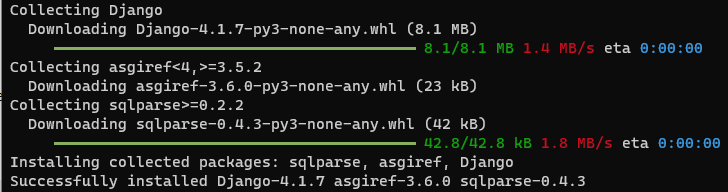 Collecting Django
Downloading Django-4.1.7-py3-none-any.whl (8.1 MB)
8.1/8.1 MB 1.4 MB/s eta 0:00:00
Collecting asgiref<4,>=3.5.2
Downloading asgiref-3.6.0-py3-none-any.whl (23 kB)
Collecting sqlparse>=0.2.2
Downloading sqlparse-0.4.3-py3-none-any.whl (42 kB)
42.8/42.8 kB 1.8 MB/s eta 0:00:00
Installing collected packages: sqlparse, asgiref, Django
Successfully installed Django-4.1.7 asgiref-3.6.0 sqlparse-0.4.3